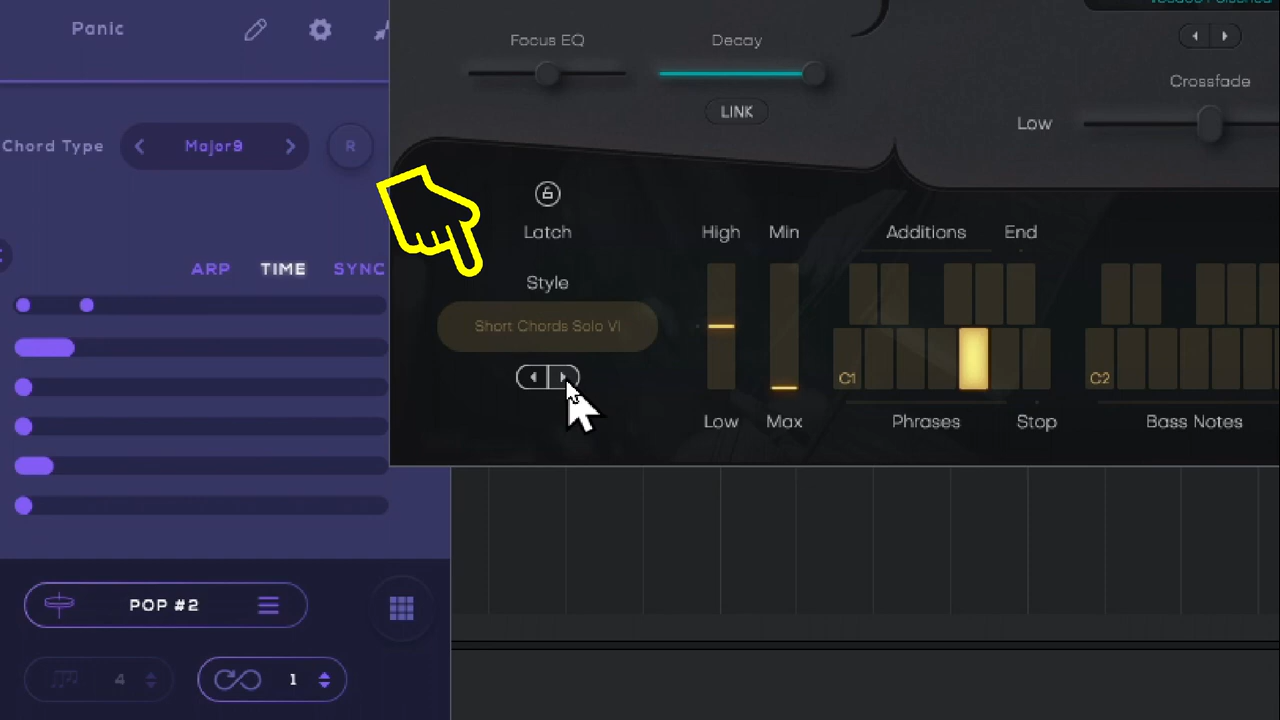 Panic
Chord Type
Major9
R
ARP TIME SYNC
POP #2
4
1
Focus EQ
Decay
LINK
Crossfade
Low
Latch
Style
Short Chords Solo VI
High Min
Low Max
Additions End
C1
C2
Phrases Stop
Bass Notes